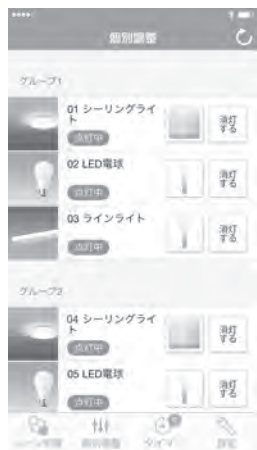 個別調整
グループ1
01 シーリングライ
ト
点灯中
消灯
する
02 LED電球
点灯中
消灯
する
03 ラインライト
点灯中
消灯
する
グループ2
04 シーリングライ
ト
点灯中
消灯
する
05 LED電球
点灯中
消灯
する
個別調整
タイマー
設定